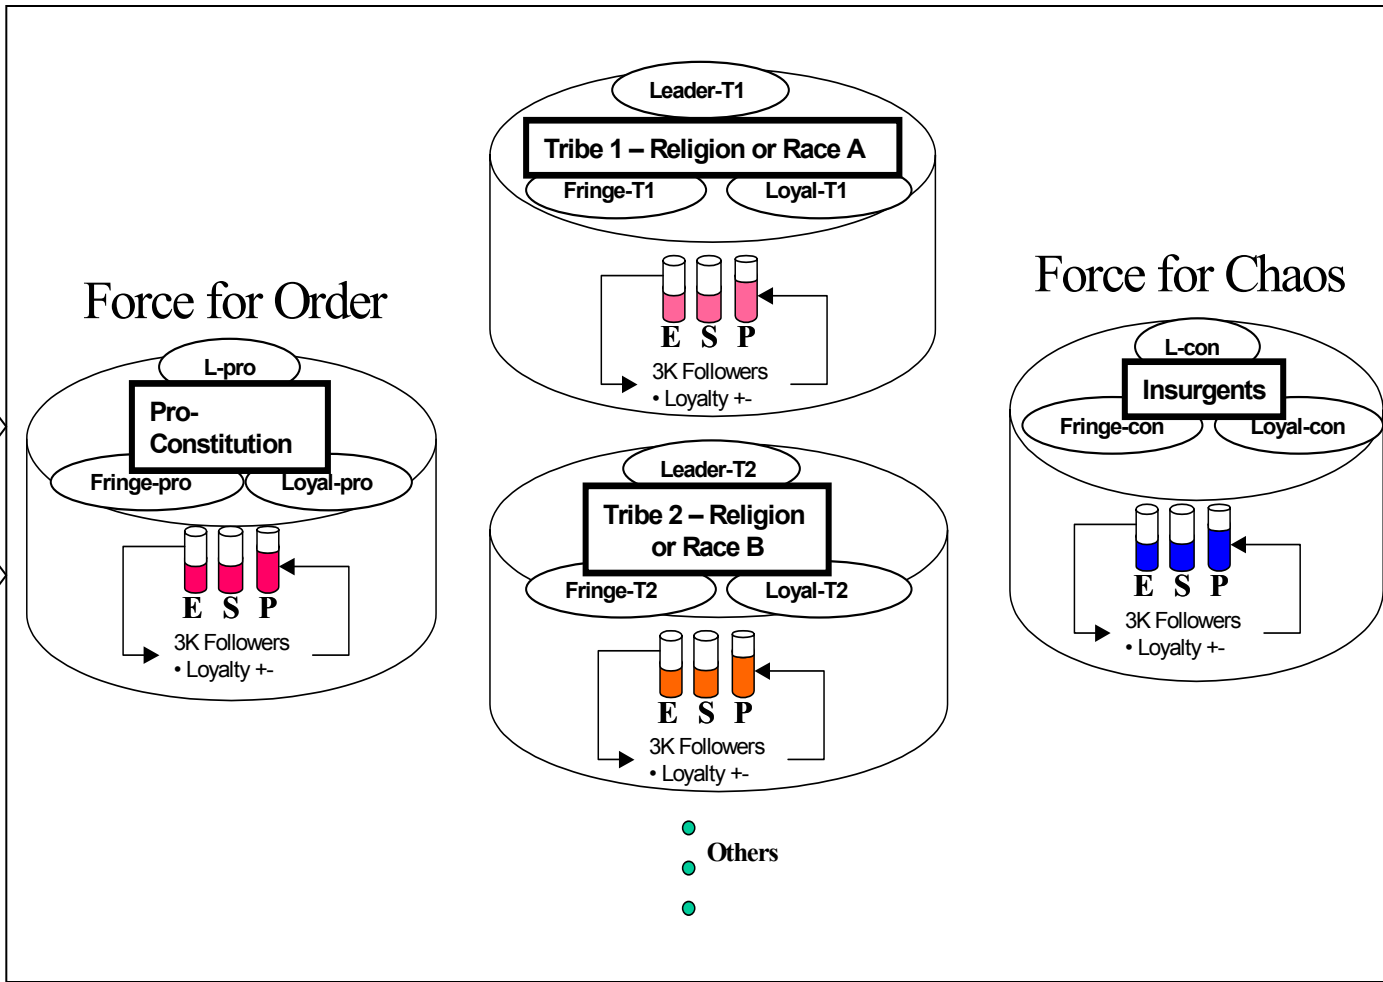 Force for Order
L-pro
Pro-
Constitution
Fringe-pro
Loyal-pro
E S P
3K Followers
• Loyalty +-
Leader-T1
Tribe 1 – Religion or Race A
Fringe-T1
Loyal-T1
E S P
3K Followers
• Loyalty +-
Leader-T2
Tribe 2 – Religion
or Race B
Fringe-T2
Loyal-T2
E S P
3K Followers
• Loyalty +-
Others
Force for Chaos
L-con
Insurgents
Fringe-con
Loyal-con
E S P
3K Followers
• Loyalty +-